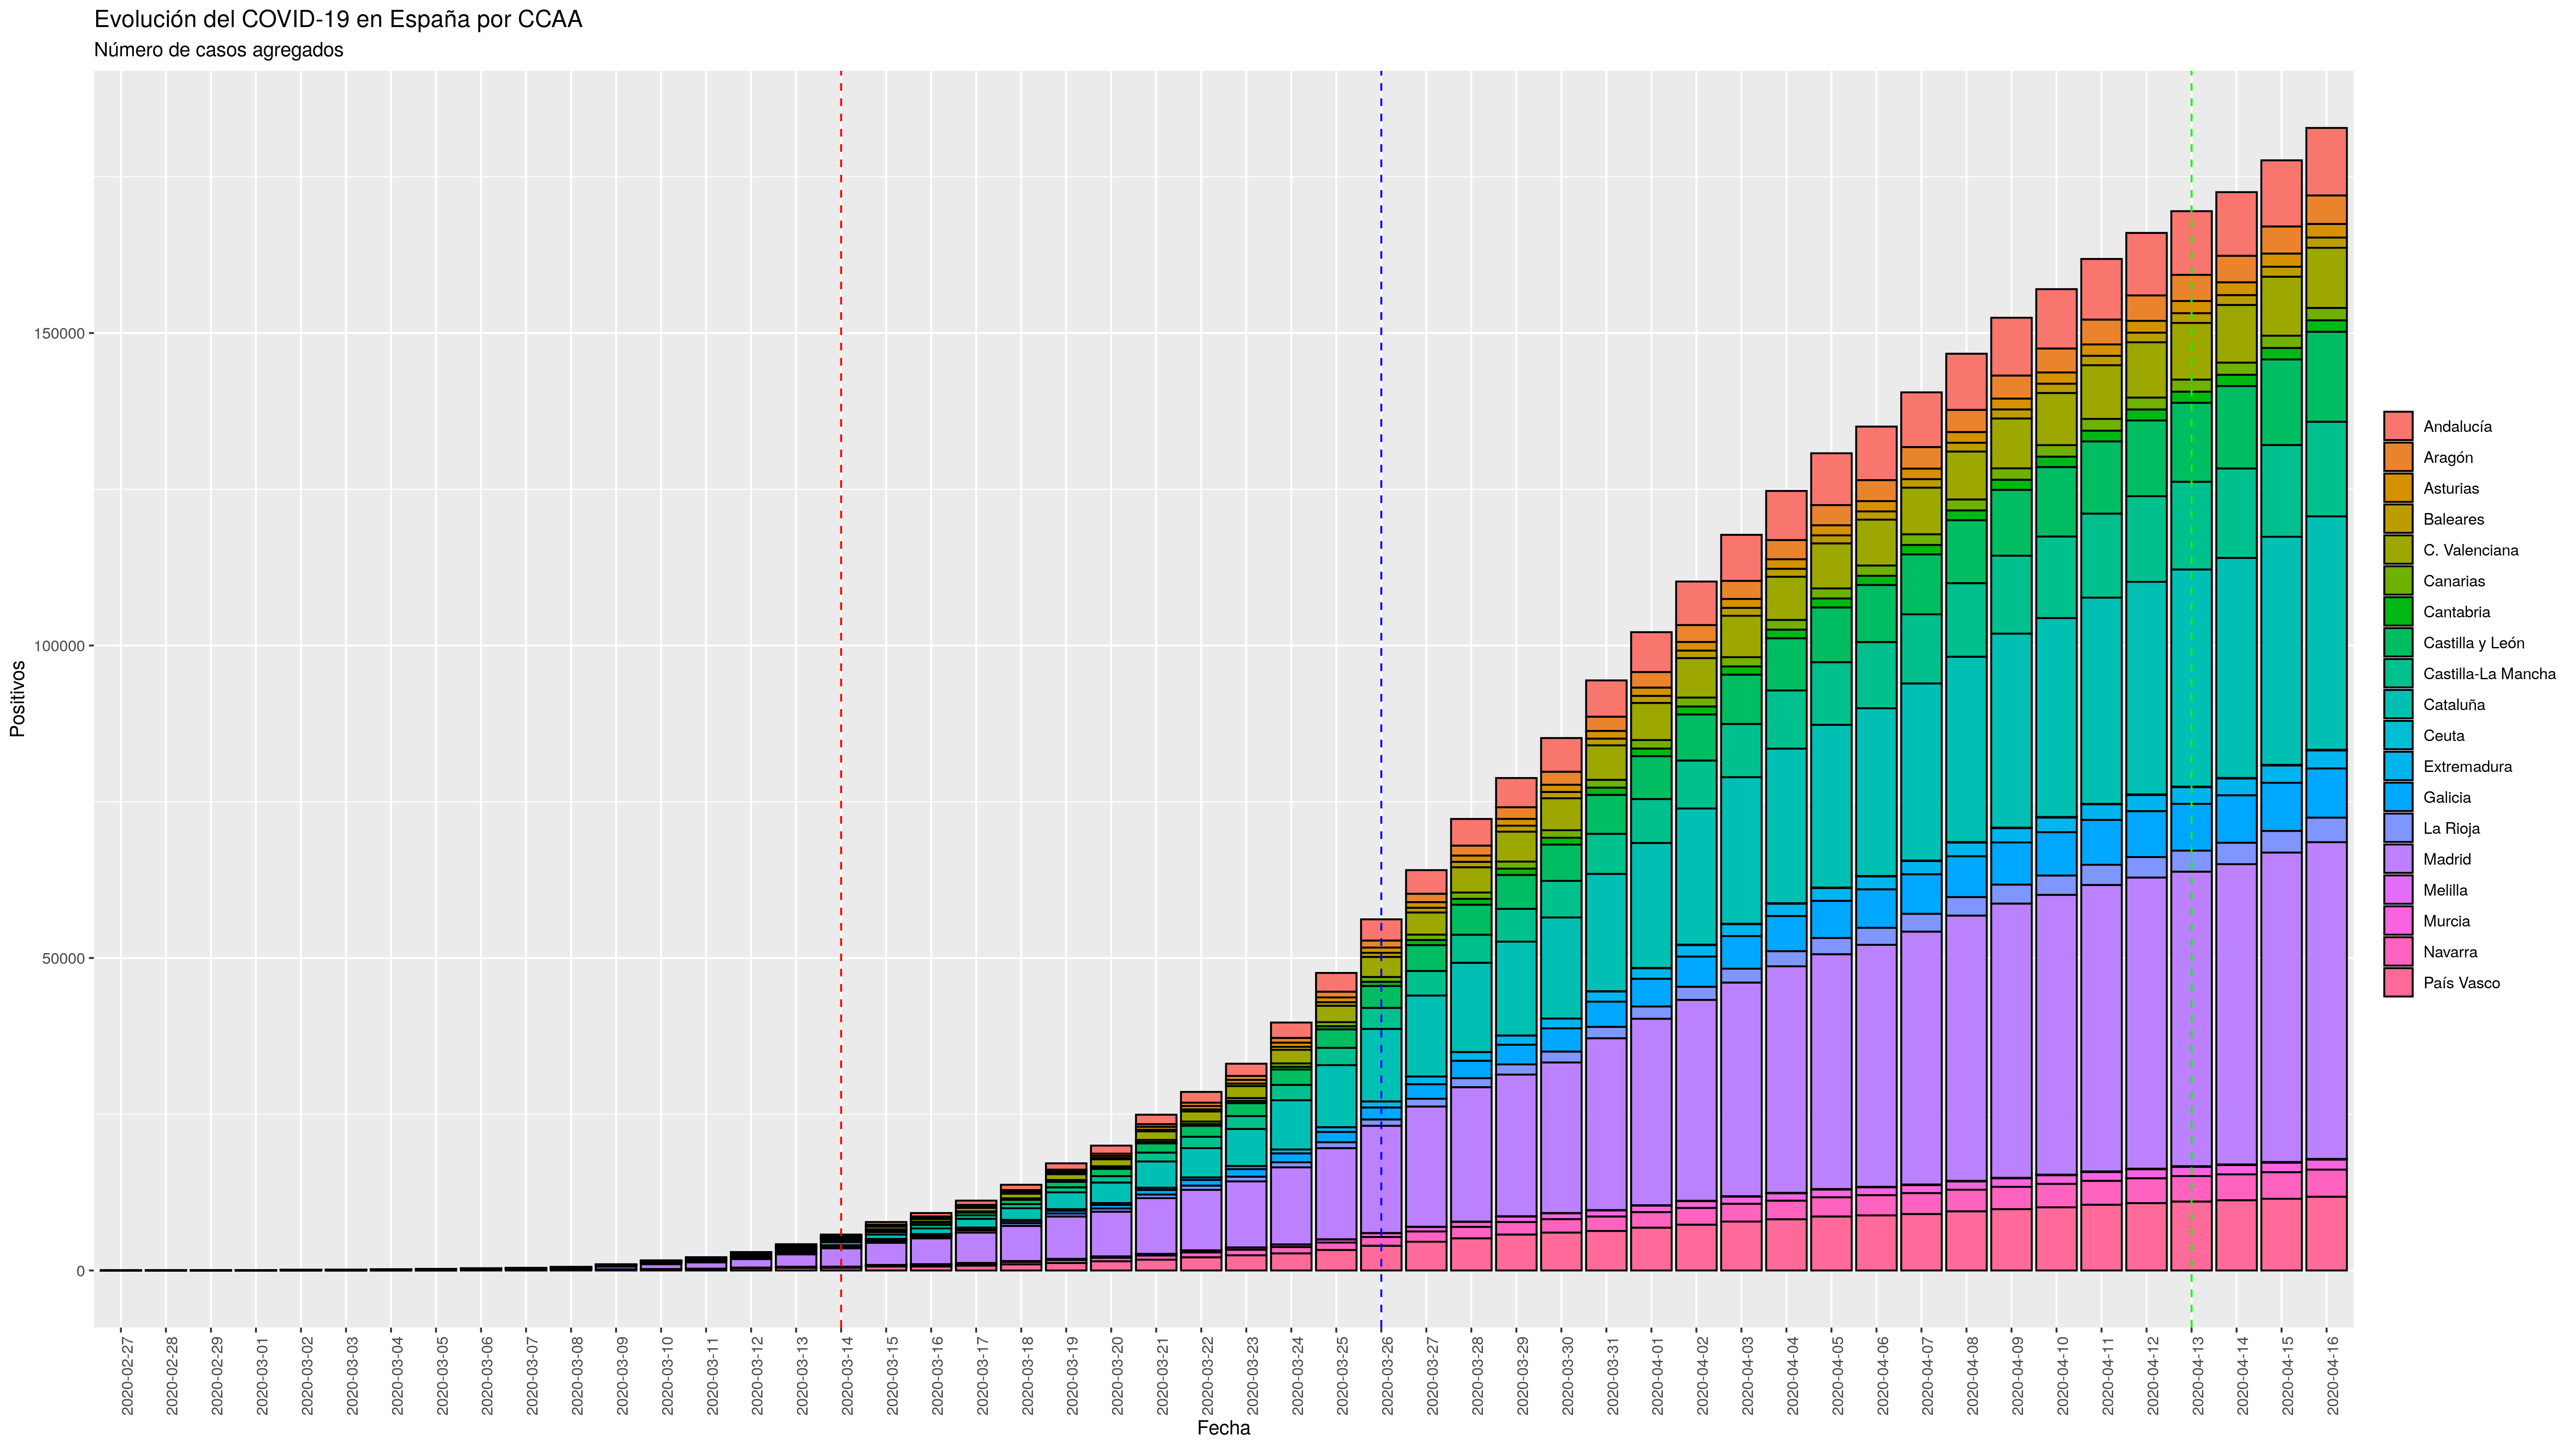 Evolución del COVID-19 en España por CCAA
Número de casos agregados
Positivos
150000
100000
50000
0
2020-02-27
2020-02-28
2020-02-29
2020-03-01
2020-03-02
2020-03-03
2020-03-04
2020-03-05
2020-03-06
2020-03-07
2020-03-08
2020-03-09
2020-03-10
2020-03-11
2020-03-12
2020-03-13
2020-03-14
2020-03-15
2020-03-16
2020-03-17
2020-03-18
2020-03-19
2020-03-20
2020-03-21
2020-03-22
2020-03-23
2020-03-24
2020-03-25
2020-03-26
2020-03-27
2020-03-28
2020-03-29
2020-03-30
2020-03-31
2020-04-01
2020-04-02
2020-04-03
2020-04-04
2020-04-05
2020-04-06
2020-04-07
2020-04-08
2020-04-09
2020-04-10
2020-04-11
2020-04-12
2020-04-13
2020-04-14
2020-04-15
2020-04-16
Fecha
Andalucía
Aragón
Asturias
Baleares
C. Valenciana
Canarias
Cantabria
Castilla y León
Castilla-La Mancha
Cataluña
Ceuta
Extremadura
Galicia
La Rioja
Madrid
Melilla
Murcia
Navarra
País Vasco